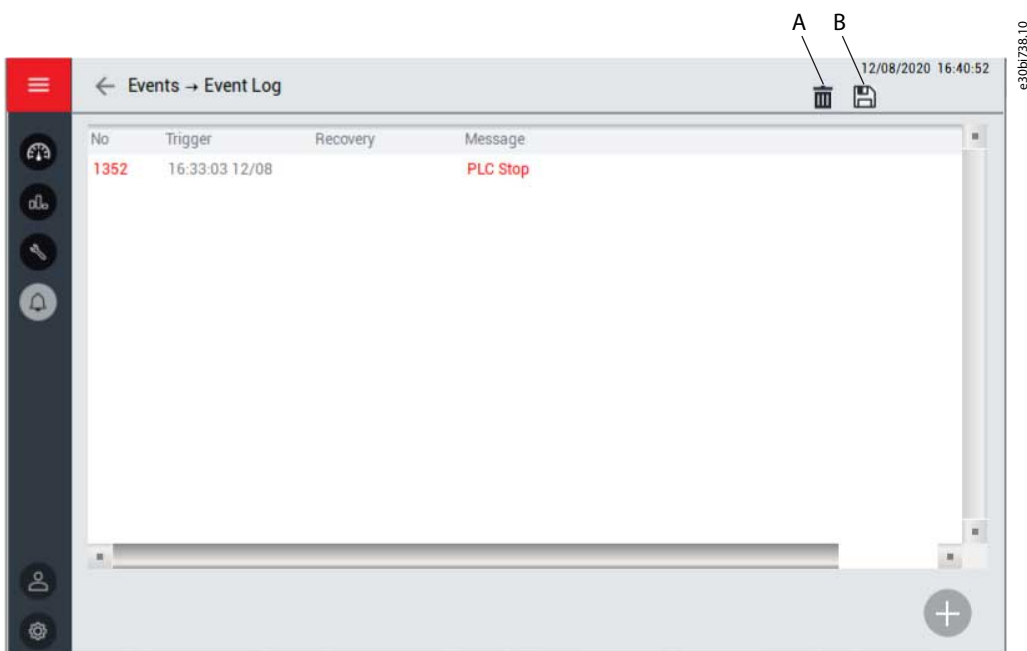 A B
e30bi738.10
12/08/2020 16:40:52
Events → Event Log
No Trigger Recovery Message
1352 16:33:03 12/08 PLC Stop